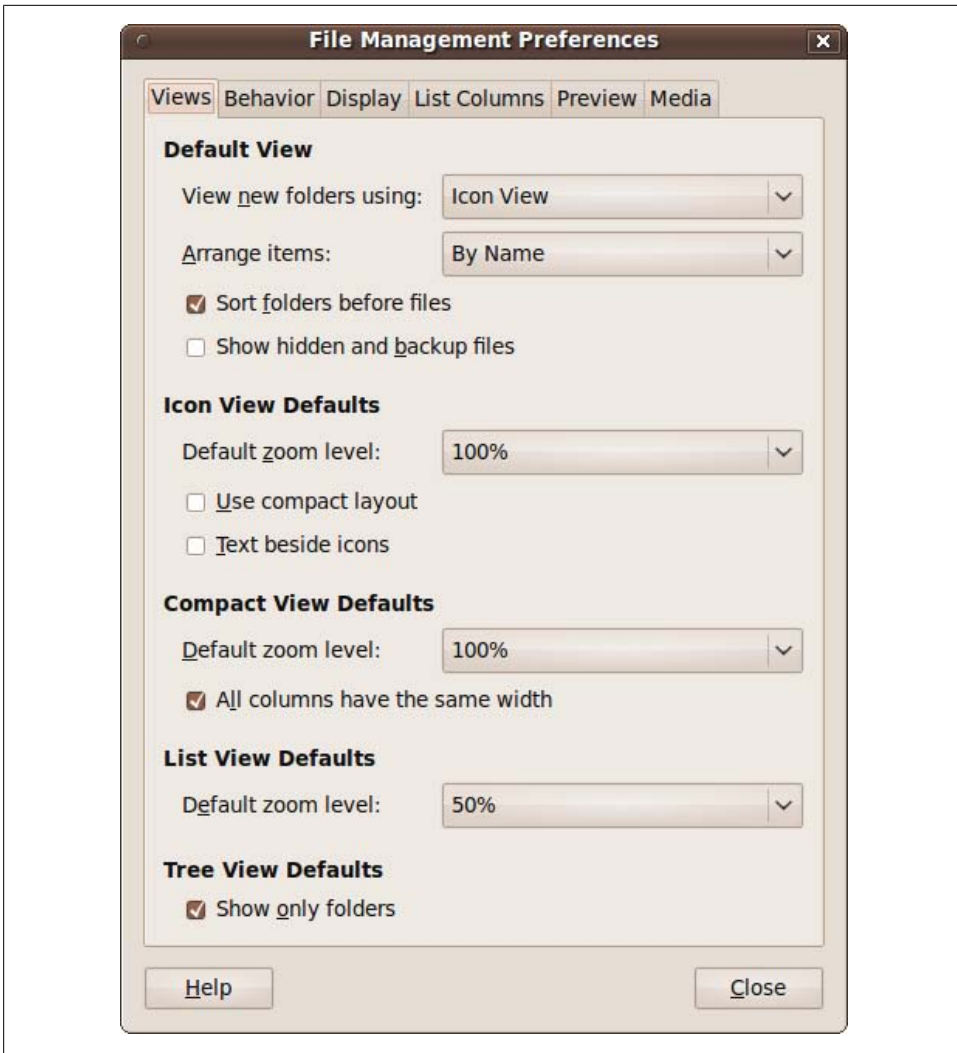 File Management Preferences
Views Behavior Display List Columns Preview Media
Default View
View new folders using: Icon View
Arrange items: By Name
Sort folders before files
Show hidden and backup files
Icon View Defaults
Default zoom level: 100%
Use compact layout
Text beside icons
Compact View Defaults
Default zoom level: 100%
All columns have the same width
List View Defaults
Default zoom level: 50%
Tree View Defaults
Show only folders
Help Close